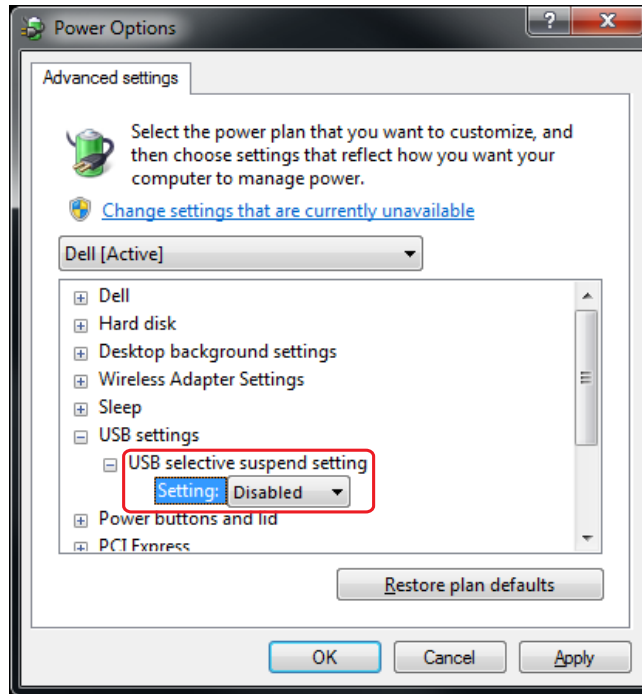 Power Options
Advanced settings
Select the power plan that you want to customize, and
then choose settings that reflect how you want your
computer to manage power.
Change settings that are currently unavailable
Dell [Active]
Dell
Hard disk
Desktop background settings
Wireless Adapter Settings
Sleep
USB settings
USB selective suspend setting
Setting: Disabled
Power buttons and lid
PCI Express
Restore plan defaults
OK Cancel Apply